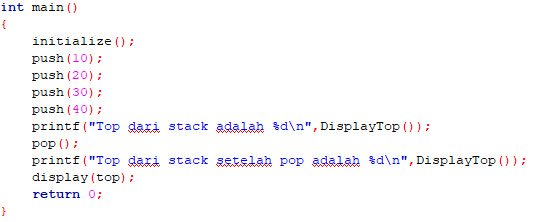 int main()
{
initialize();
push(10);
push(20);
push(30);
push(40);
printf("Top dari stack adalah %d\n",DisplayTop());
pop();
printf("Top dari stack setelah pop adalah %d\n",DisplayTop());
display(top);
return 0;
}